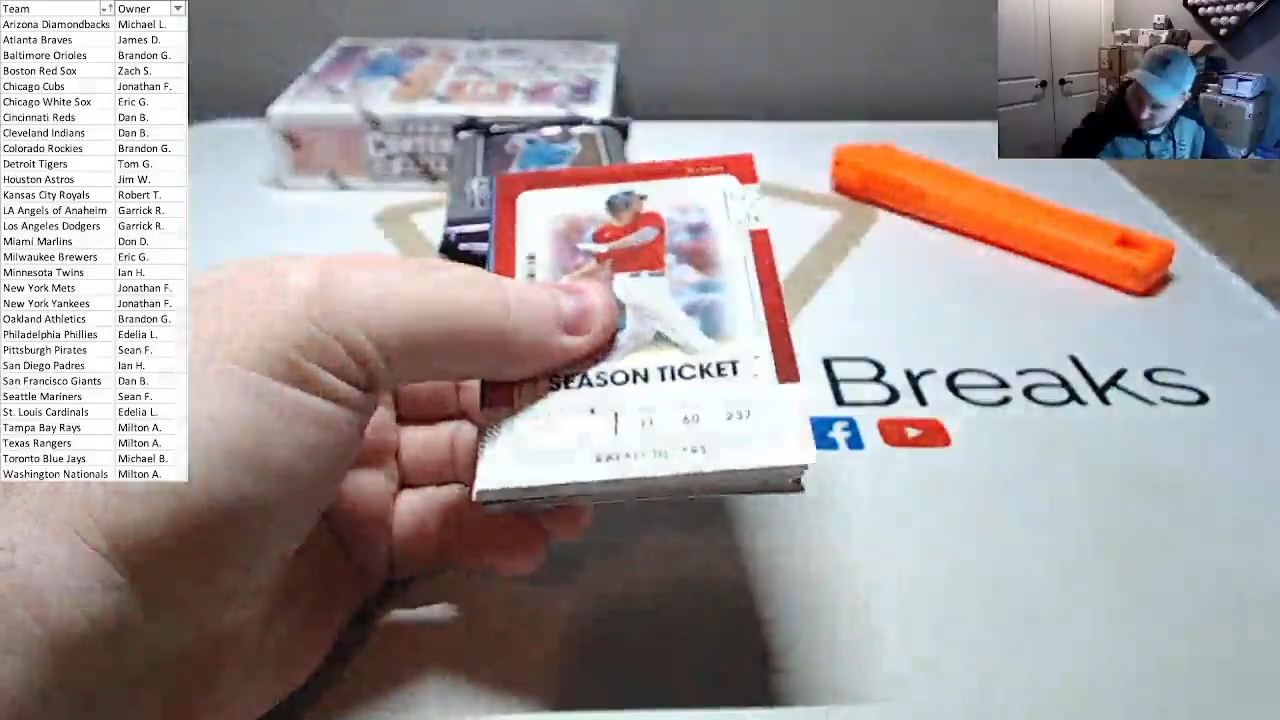 Team Owner
Arizona Diamondbacks Michael L.
Atlanta Braves James D.
Baltimore Orioles Brandon G.
Boston Red Sox Zach S.
Chicago Cubs Jonathan F.
Chicago White Sox Eric G.
Cincinnati Reds Dan B.
Cleveland Indians Dan B.
Colorado Rockies Brandon G.
Detroit Tigers Tom G.
Houston Astros Jim W.
Kansas City Royals Robert T.
LA Angels of Anaheim Garrick R.
Los Angeles Dodgers Garrick R.
Miami Marlins Don D.
Milwaukee Brewers Eric G.
Minnesota Twins Ian H.
New York Mets Jonathan F.
New York Yankees Jonathan F.
Oakland Athletics Brandon G.
Philadelphia Phillies Edelia L.
Pittsburgh Pirates Sean F.
San Diego Padres Ian H.
San Francisco Giants Dan B.
Seattle Mariners Sean F.
St. Louis Cardinals Edelia L.
Tampa Bay Rays Milton A.
Texas Rangers Milton A.
Toronto Blue Jays Michael B.
Washington Nationals Milton A.
SEASON TICKET
11 60 237
Breaks